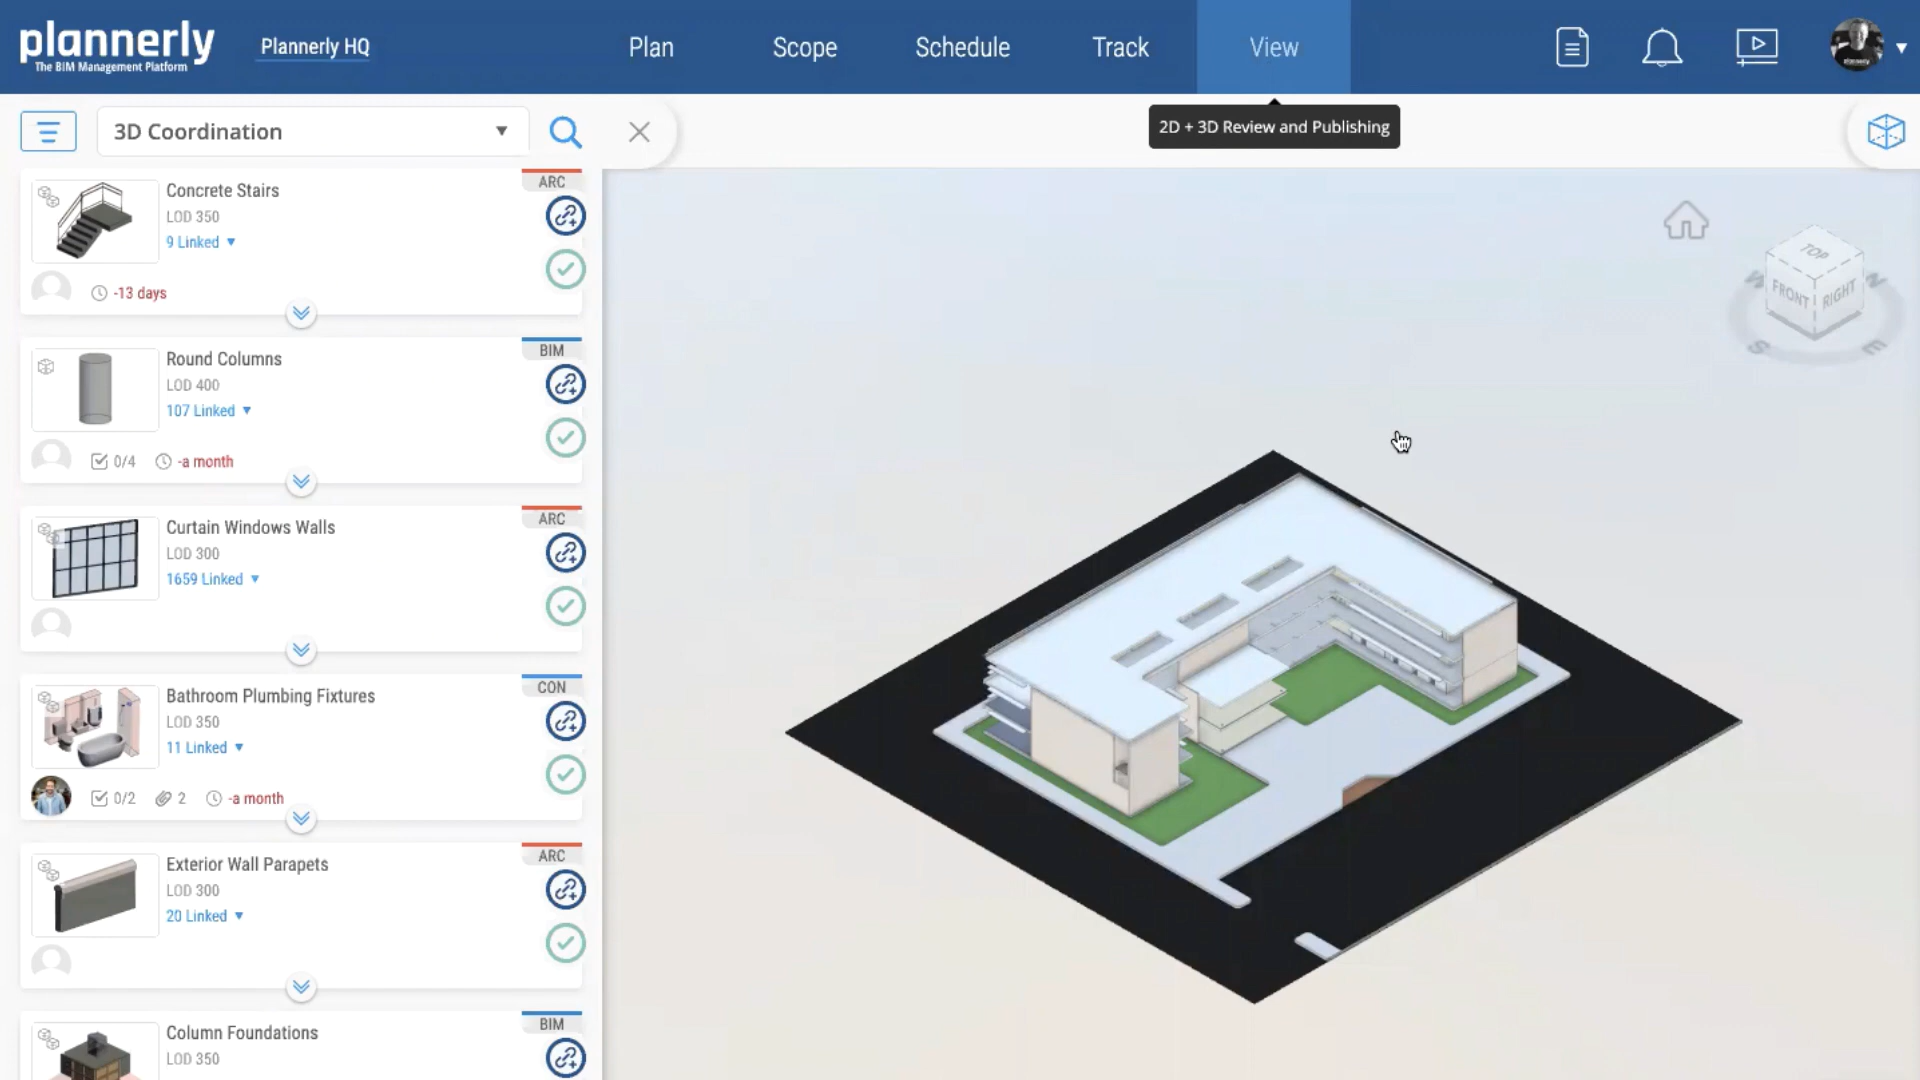 plannerly
The BIM Management Platform
Plannerly HQ
Plan
Scope
Schedule
Track
View
3D Coordination
2D + 3D Review and Publishing
Concrete Stairs
ARC
LOD 350
9 Linked
-13 days
Round Columns
BIM
LOD 400
107 Linked
0/4
-a month
Curtain Windows Walls
ARC
LOD 300
1659 Linked
Bathroom Plumbing Fixtures
CON
LOD 350
11 Linked
0/2
2
-a month
Exterior Wall Parapets
ARC
LOD 300
20 Linked
Column Foundations
BIM
LOD 350
TOP
FRONT
RIGHT
W
N
S
E